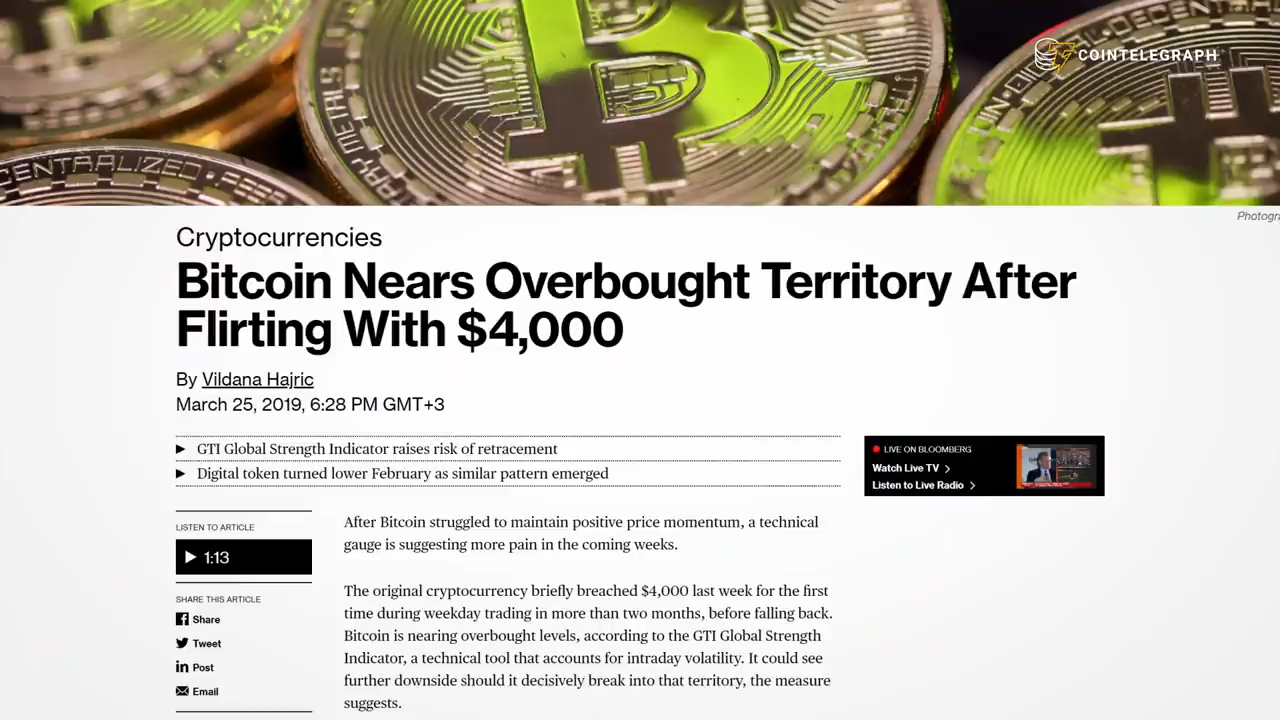 COINTELEGRAPH
CENTRALIZED
Cryptocurrencies
Bitcoin Nears Overbought Territory After
Flirting With $4,000
By Vildana Hajric
March 25, 2019, 6:28 PM GMT+3
▶ GTI Global Strength Indicator raises risk of retracement
▶ Digital token turned lower February as similar pattern emerged
LIVE ON BLOOMBERG
Watch Live TV >
Listen to Live Radio >
LISTEN TO ARTICLE
▶ 1:13
SHARE THIS ARTICLE
Share
Tweet
Post
Email
After Bitcoin struggled to maintain positive price momentum, a technical
gauge is suggesting more pain in the coming weeks.
The original cryptocurrency briefly breached $4,000 last week for the first
time during weekday trading in more than two months, before falling back.
Bitcoin is nearing overbought levels, according to the GTI Global Strength
Indicator, a technical tool that accounts for intraday volatility. It could see
further downside should it decisively break into that territory, the measure
suggests.